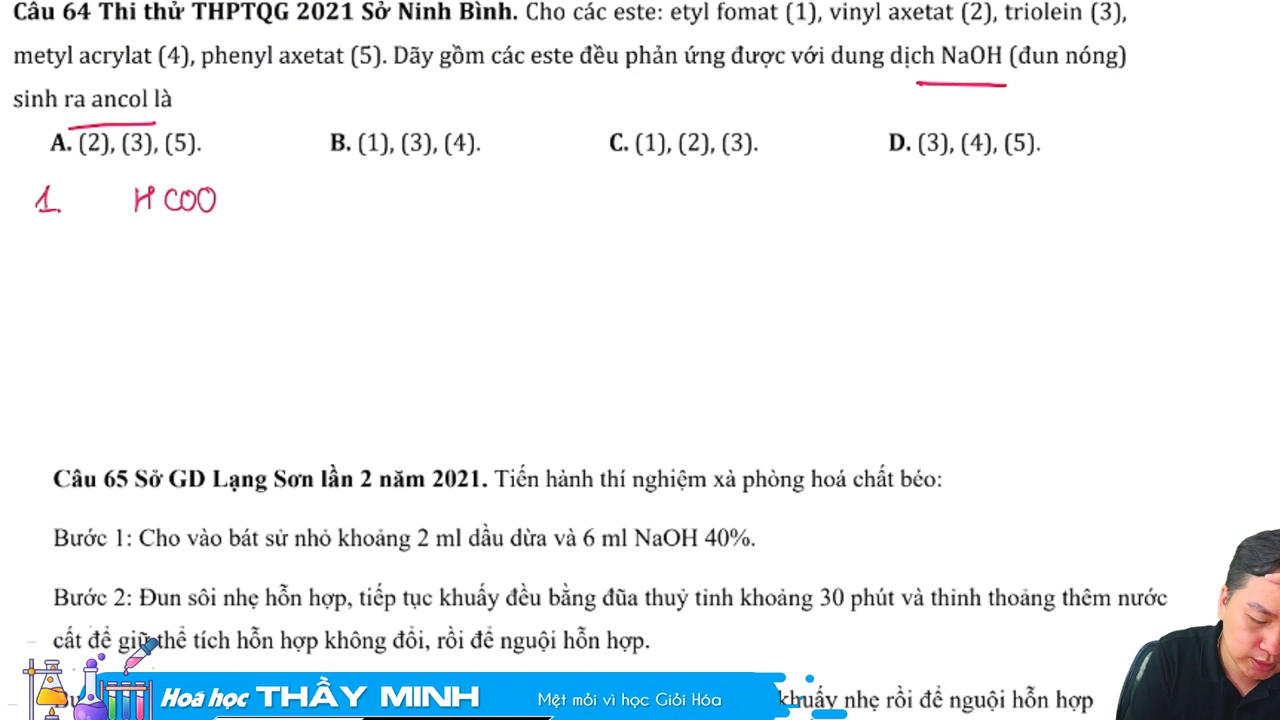 Câu 64 Thi thử THPTQG 2021 Sở Ninh Bình. Cho các este: etyl fomat (1), vinyl axetat (2), triolein (3),
metyl acrylat (4), phenyl axetat (5). Dãy gồm các este đều phản ứng được với dung dịch NaOH (đun nóng)
sinh ra ancol là
A. (2), (3), (5). B. (1), (3), (4). C. (1), (2), (3). D. (3), (4), (5).
1. HCOO
Câu 65 Sở GD Lạng Sơn lần 2 năm 2021. Tiến hành thí nghiệm xà phòng hoá chất béo:
Bước 1: Cho vào bát sứ nhỏ khoảng 2 ml dầu dừa và 6 ml NaOH 40%.
Bước 2: Đun sôi nhẹ hỗn hợp, tiếp tục khuấy đều bằng đũa thuỷ tinh khoảng 30 phút và thỉnh thoảng thêm nước
cất để giữ thể tích hỗn hợp không đổi, rồi để nguội hỗn hợp.
khuấy nhẹ rồi để nguội hỗn hợp
Hoá học THẦY MINH Mệt mỏi vì học Giỏi Hóa